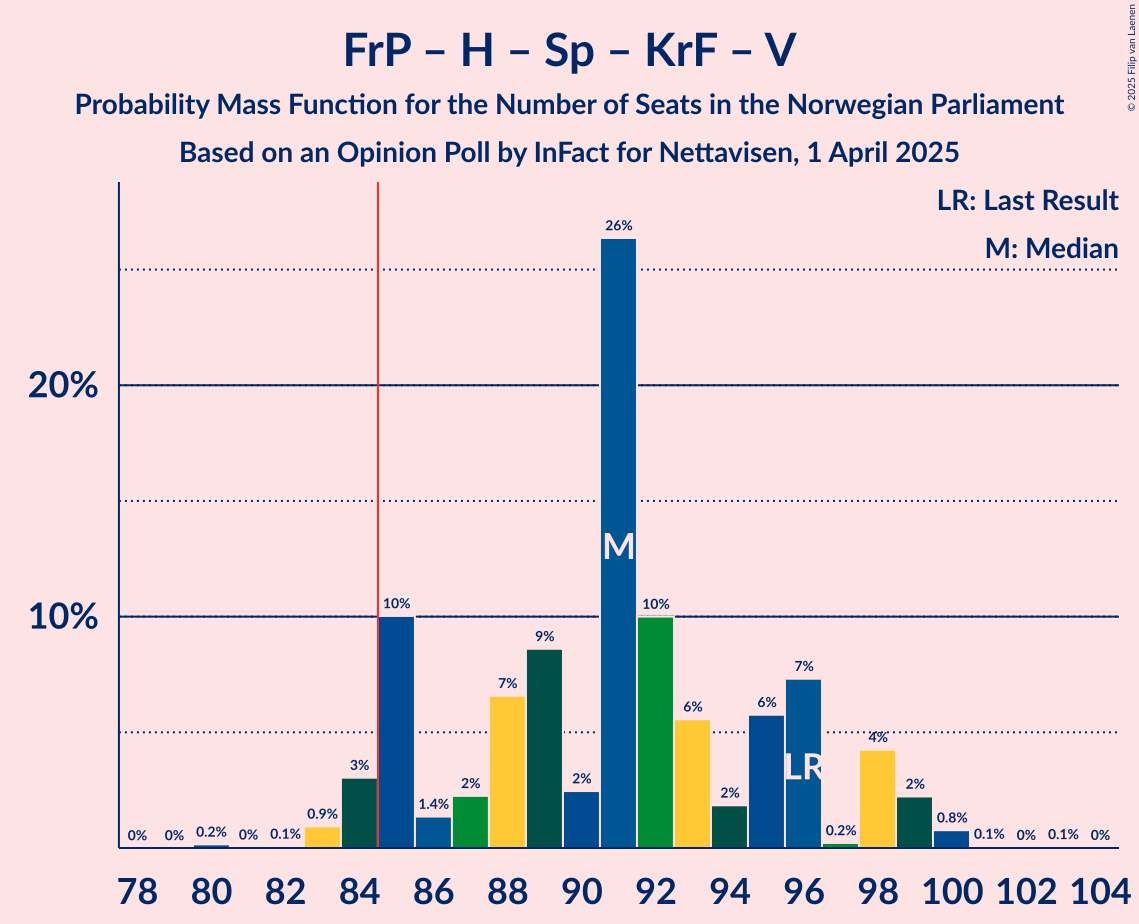 FrP – H – Sp – KrF – V
Probability Mass Function for the Number of Seats in the Norwegian Parliament
Based on an Opinion Poll by InFact for Nettavisen, 1 April 2025
© 2025 Filip van Laenen
LR: Last Result
M: Median
20%
10%
0% 0% 0.2% 0% 0.1% 0.9% 3% 10% 1.4% 2% 7% 9% 2% 26% 10% 6% 2% 6% 7% 0.2% 4% 2% 0.8% 0.1% 0% 0.1% 0%
M
LR
78 80 82 84 86 88 90 92 94 96 98 100 102 104